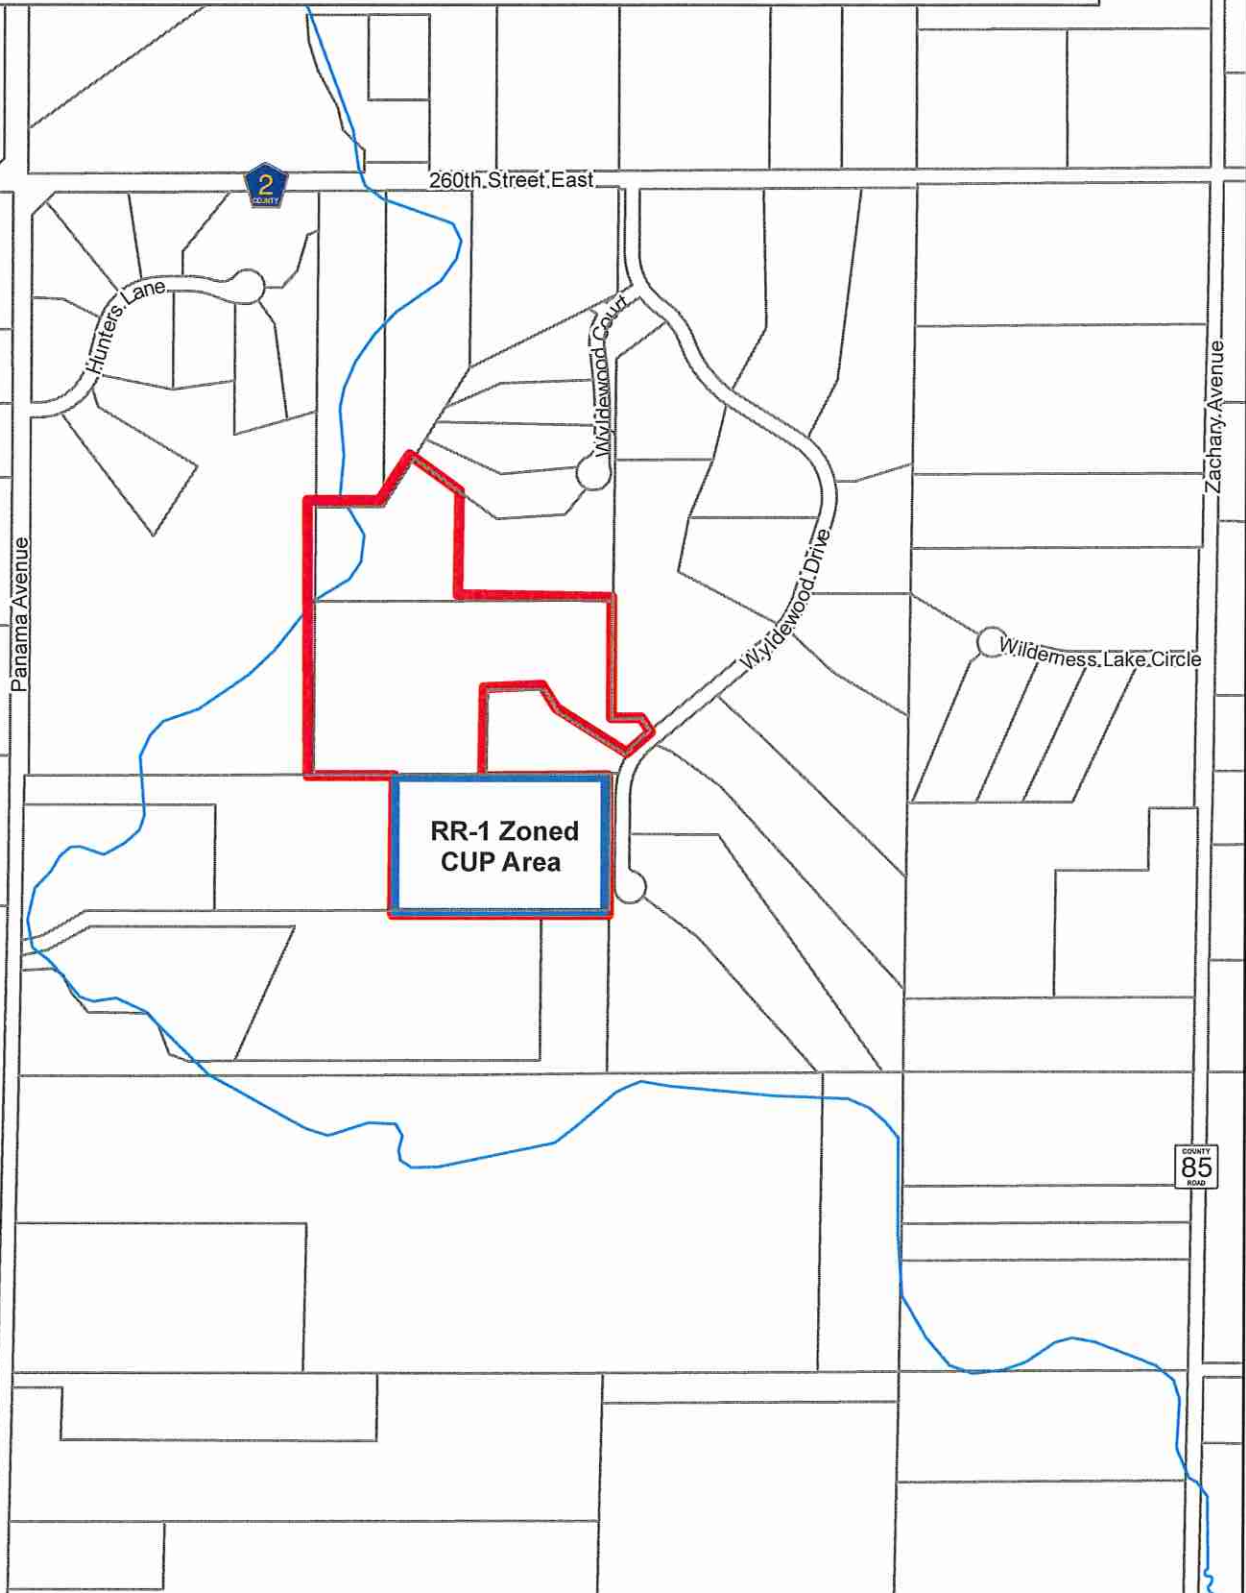 2
COUNTY
260th Street East
Hunters Lane
Wyldewood Court
Zachary Avenue
Panama Avenue
Wyldewood Drive
Wilderness Lake Circle
RR-1 Zoned
CUP Area
COUNTY
85
ROAD